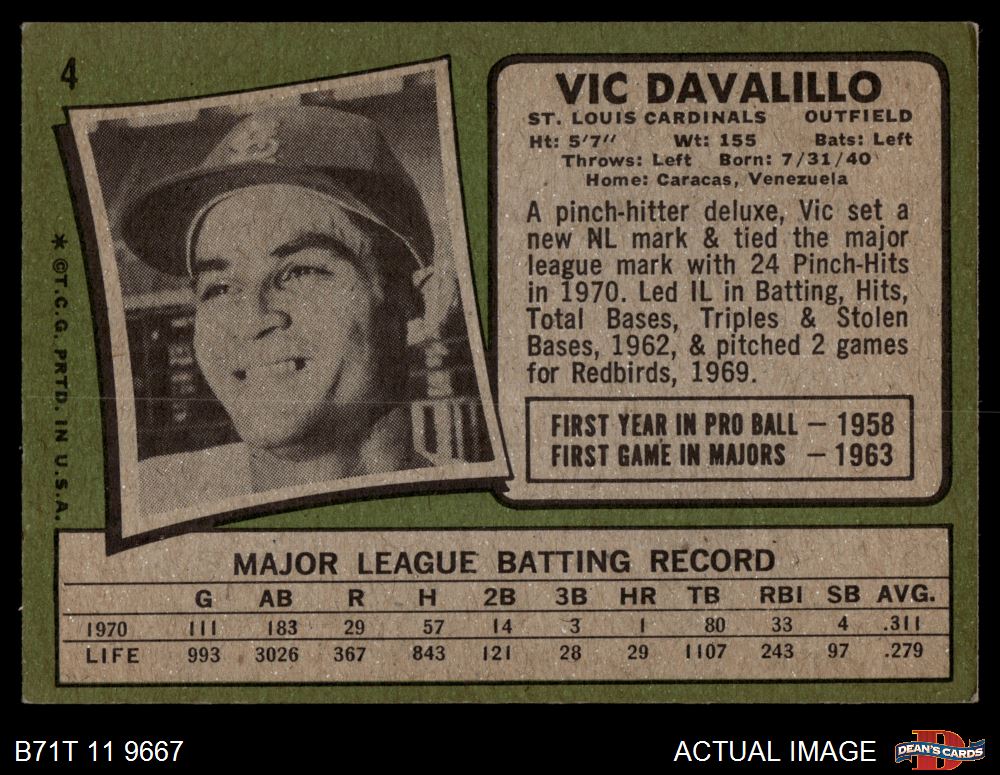 4
* ©T.C.G. PRTD. IN U.S.A.
VIC DAVALILLO
ST. LOUIS CARDINALS OUTFIELD
Ht: 5'7" Wt: 155 Bats: Left
Throws: Left Born: 7/31/40
Home: Caracas, Venezuela
A pinch-hitter deluxe, Vic set a
new NL mark & tied the major
league mark with 24 Pinch-Hits
in 1970. Led IL in Batting, Hits,
Total Bases, Triples & Stolen
Bases, 1962, & pitched 2 games
for Redbirds, 1969.
FIRST YEAR IN PRO BALL — 1958
FIRST GAME IN MAJORS — 1963
MAJOR LEAGUE BATTING RECORD
G AB R H 2B 3B HR TB RBI SB AVG.
1970 111 183 29 57 14 3 1 80 33 4 .311
LIFE 993 3026 367 843 121 28 29 1107 243 97 .279
B71T 11 9667
ACTUAL IMAGE
DEAN'S CARDS